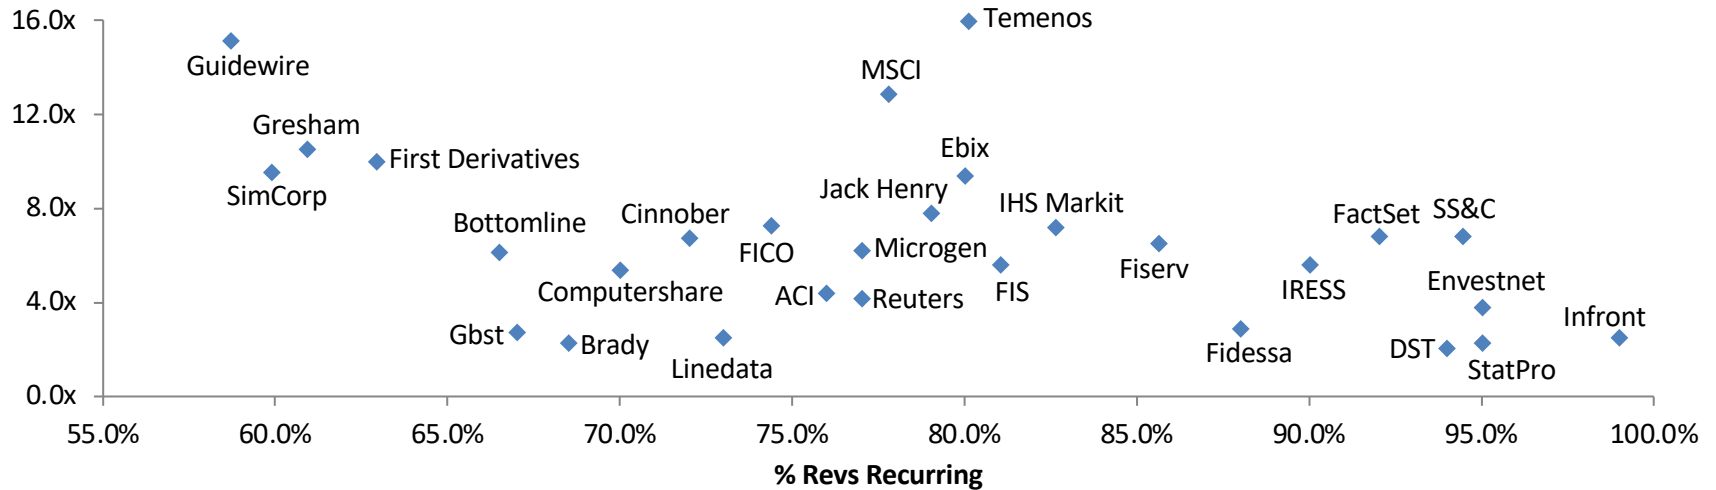 16.0x
Temenos
Guidewire
MSCI
12.0x
Gresham
First Derivatives
Ebix
SimCorp
Jack Henry
8.0x
IHS Markit
FactSet
SS&C
Bottomline
Cinnober
FICO
Microgen
Fiserv
Computershare
ACI
Reuters
FIS
IRESS
Envestnet
4.0x
Infront
Gbst
Brady
Linedata
Fidessa
DST
StatPro
0.0x
55.0% 60.0% 65.0% 70.0% 75.0% 80.0% 85.0% 90.0% 95.0% 100.0%
% Revs Recurring